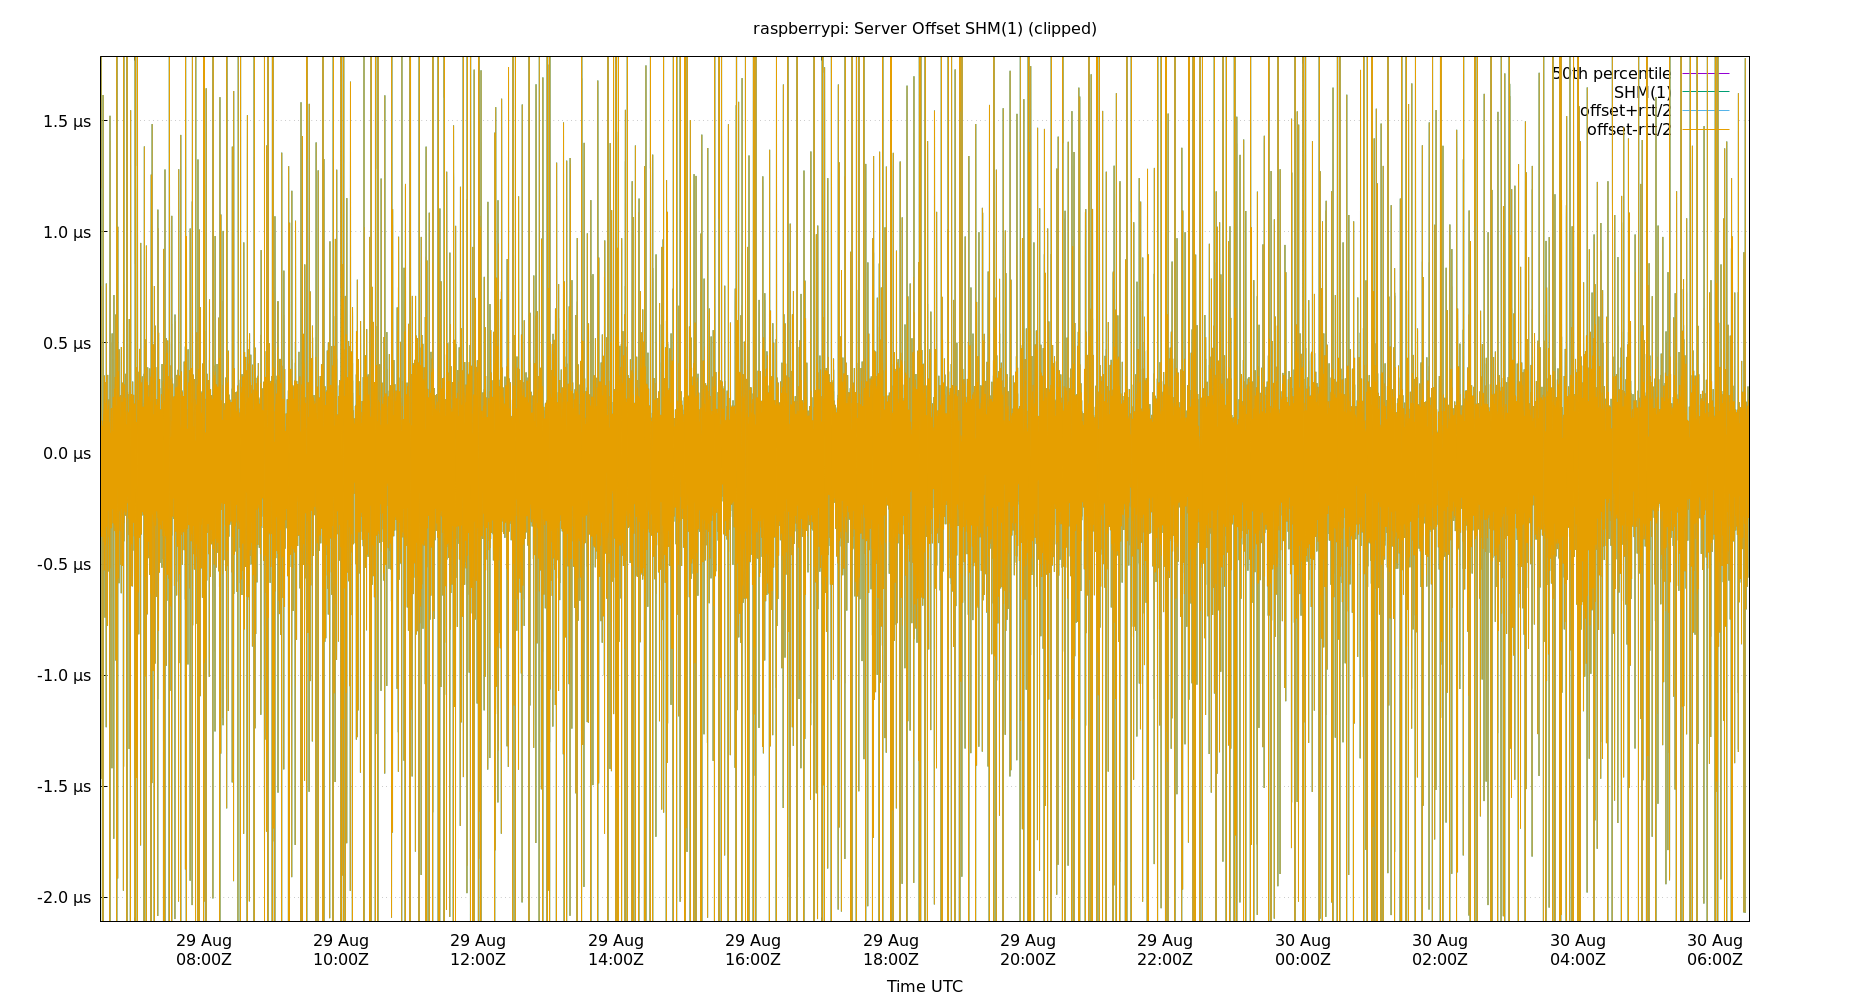 raspberrypi: Server Offset SHM(1) (clipped)
50th percentile
SHM(1)
offset+rtt/2
offset-rtt/2
1.5 µs
1.0 µs
0.5 µs
0.0 µs
-0.5 µs
-1.0 µs
-1.5 µs
-2.0 µs
29 Aug 29 Aug 29 Aug 29 Aug 29 Aug 29 Aug 29 Aug 29 Aug 30 Aug 30 Aug 30 Aug 30 Aug
08:00Z 10:00Z 12:00Z 14:00Z 16:00Z 18:00Z 20:00Z 22:00Z 00:00Z 02:00Z 04:00Z 06:00Z
Time UTC